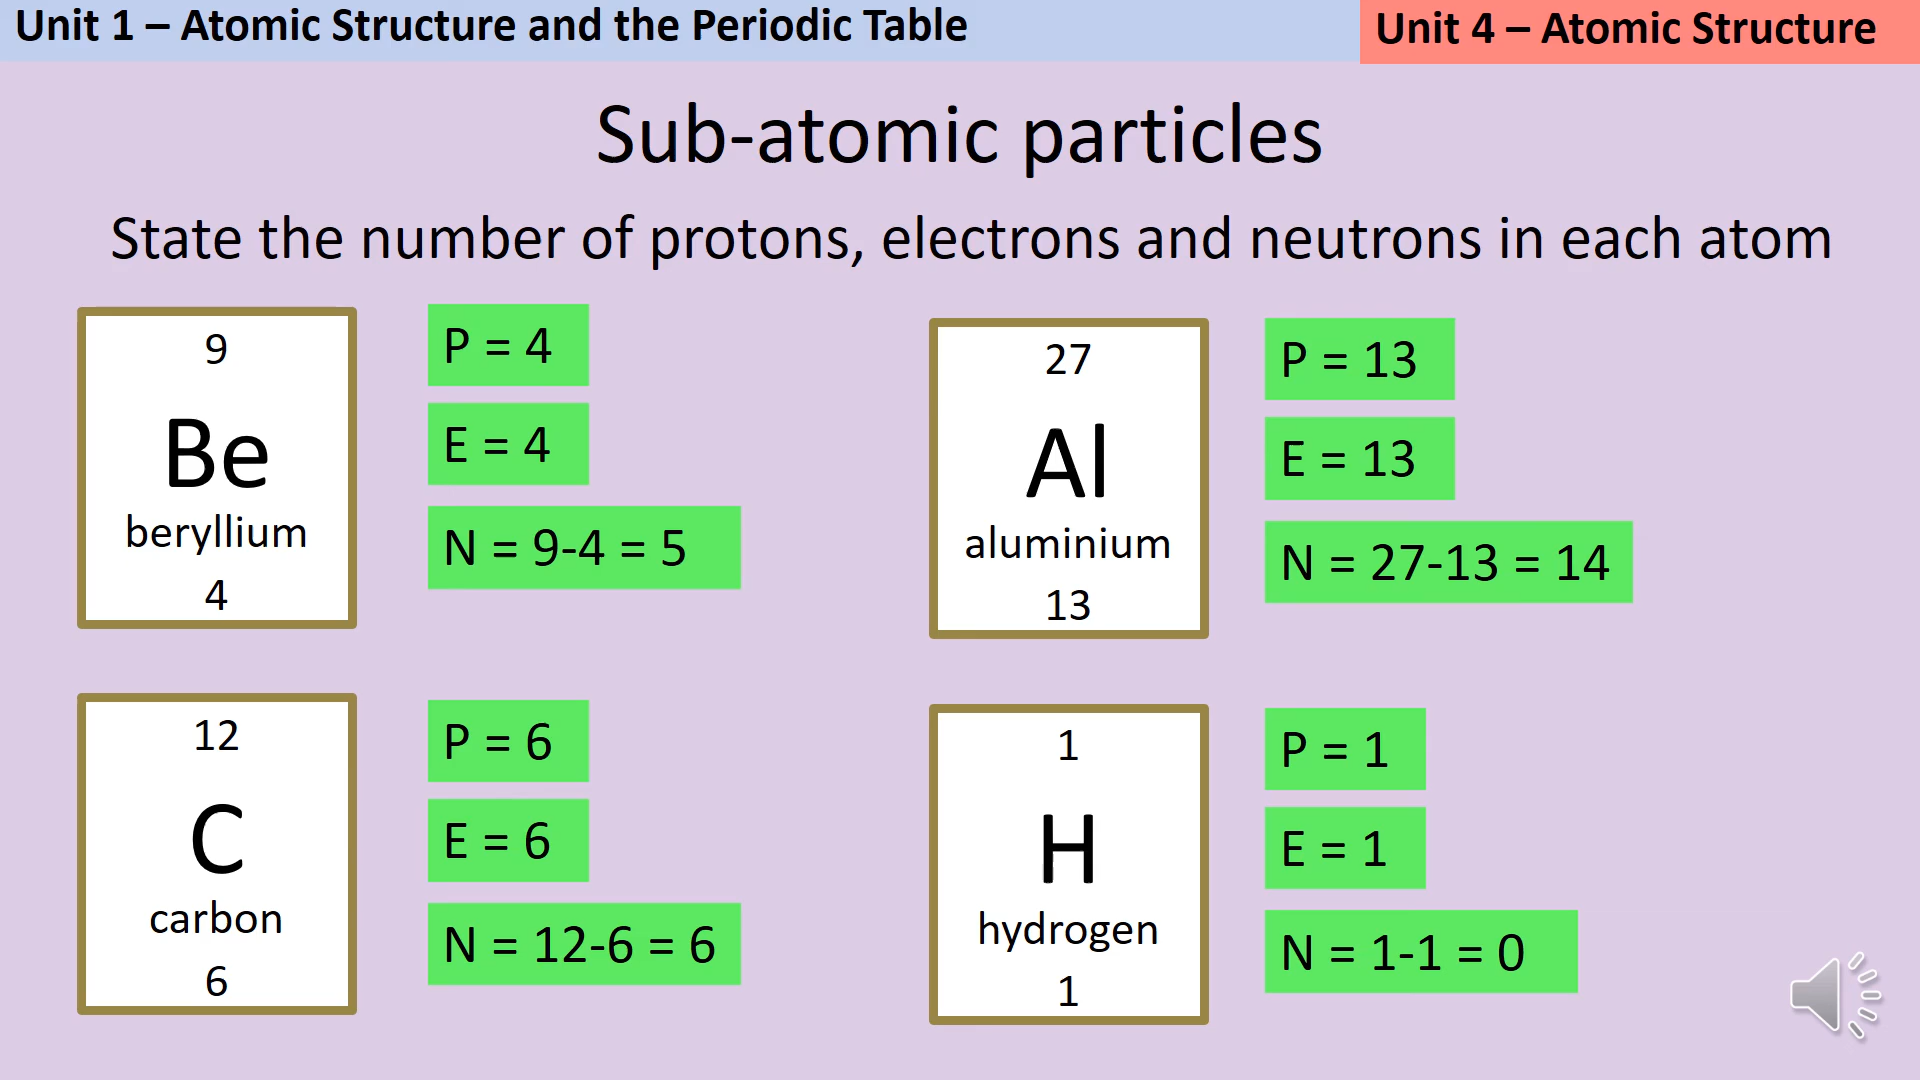 Unit 1 – Atomic Structure and the Periodic Table
Unit 4 – Atomic Structure
Sub-atomic particles
State the number of protons, electrons and neutrons in each atom
9
Be
beryllium
4
P = 4
E = 4
N = 9-4 = 5
27
Al
aluminium
13
P = 13
E = 13
N = 27-13 = 14
12
C
carbon
6
P = 6
E = 6
N = 12-6 = 6
1
H
hydrogen
1
P = 1
E = 1
N = 1-1 = 0